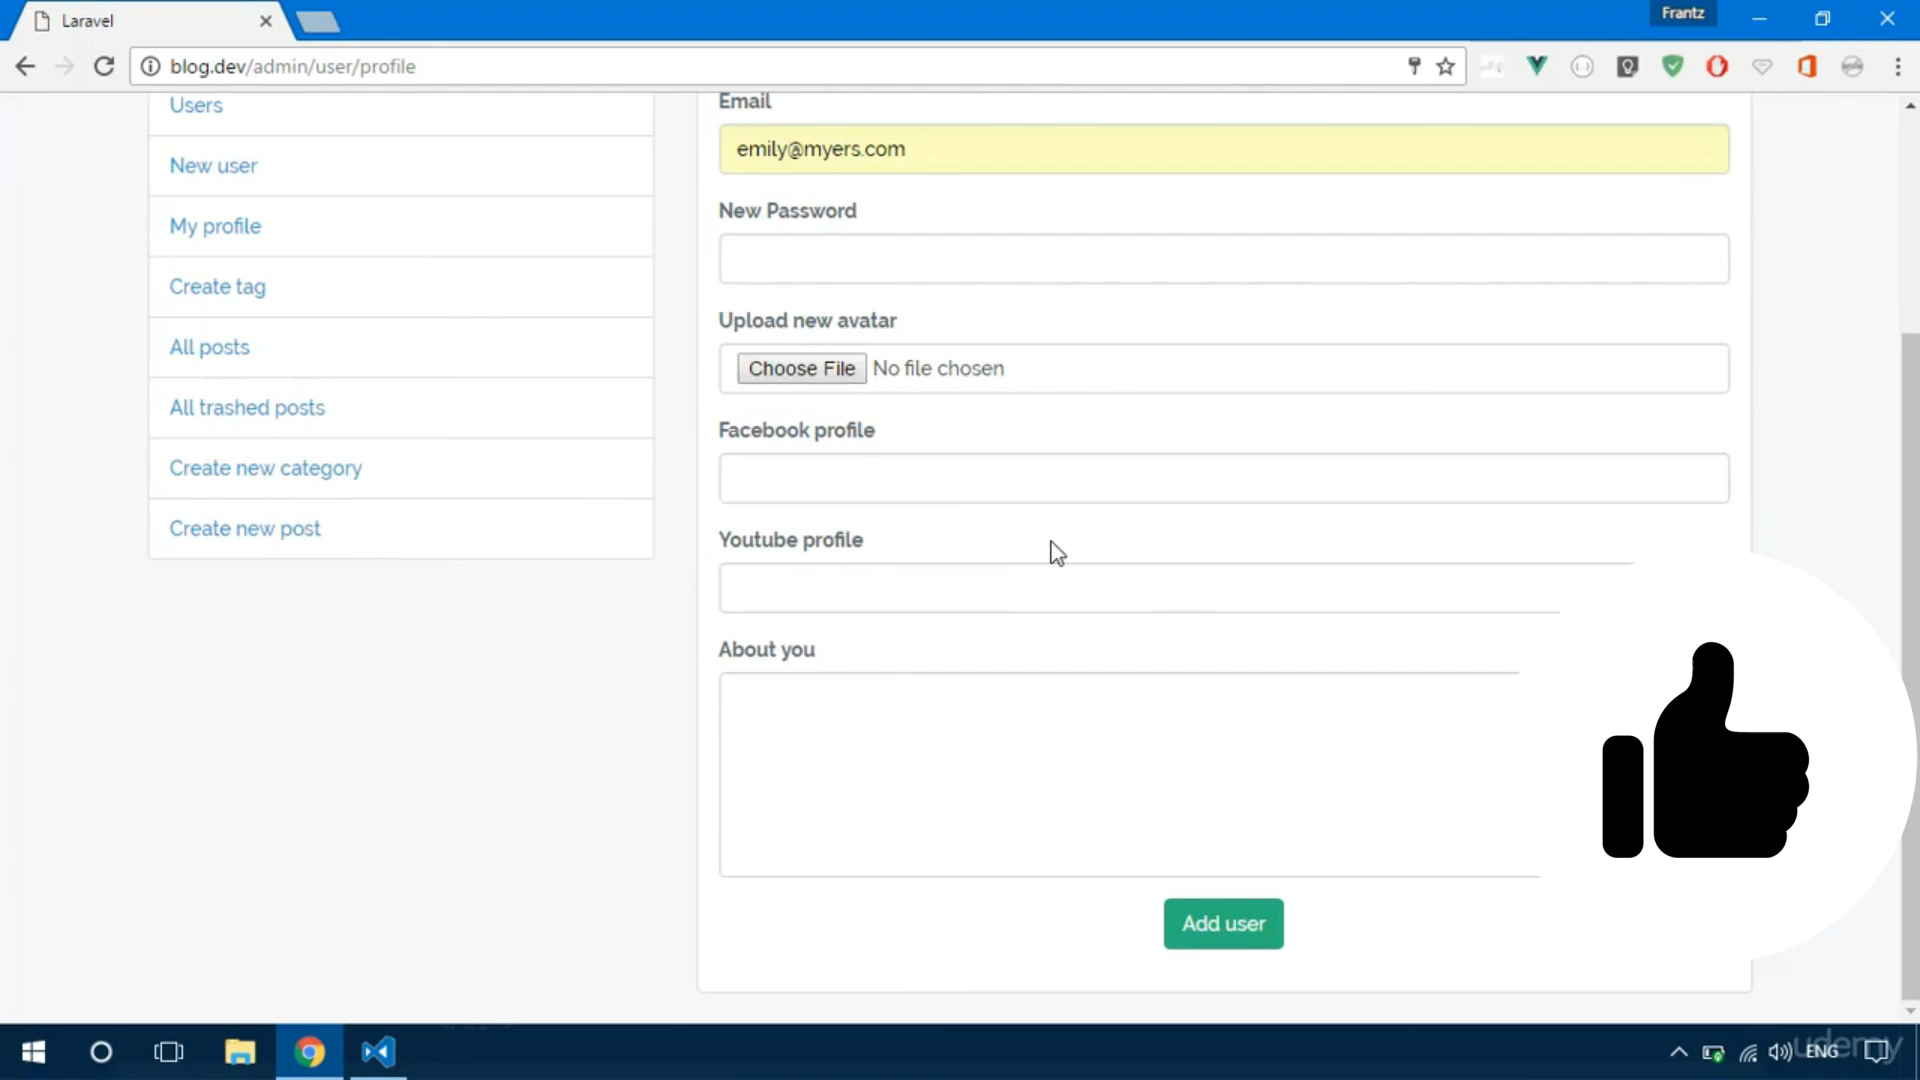 Laravel
Frantz
blog.dev/admin/user/profile
Users
New user
My profile
Create tag
All posts
All trashed posts
Create new category
Create new post
Email
emily@myers.com
New Password
Upload new avatar
Choose File No file chosen
Facebook profile
Youtube profile
About you
Add user
udemy
ENG